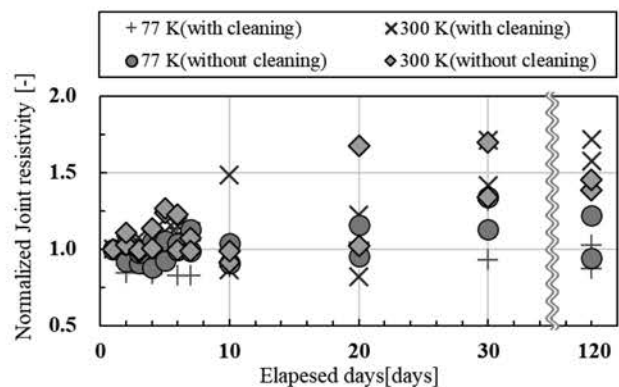 77 K(with cleaning) 300 K(with cleaning)
77 K(without cleaning) 300 K(without cleaning)
Normalized Joint resistivity [-]
2.0
1.5
1.0
0.5
0 10 20 30 120
Elapesed days[days]